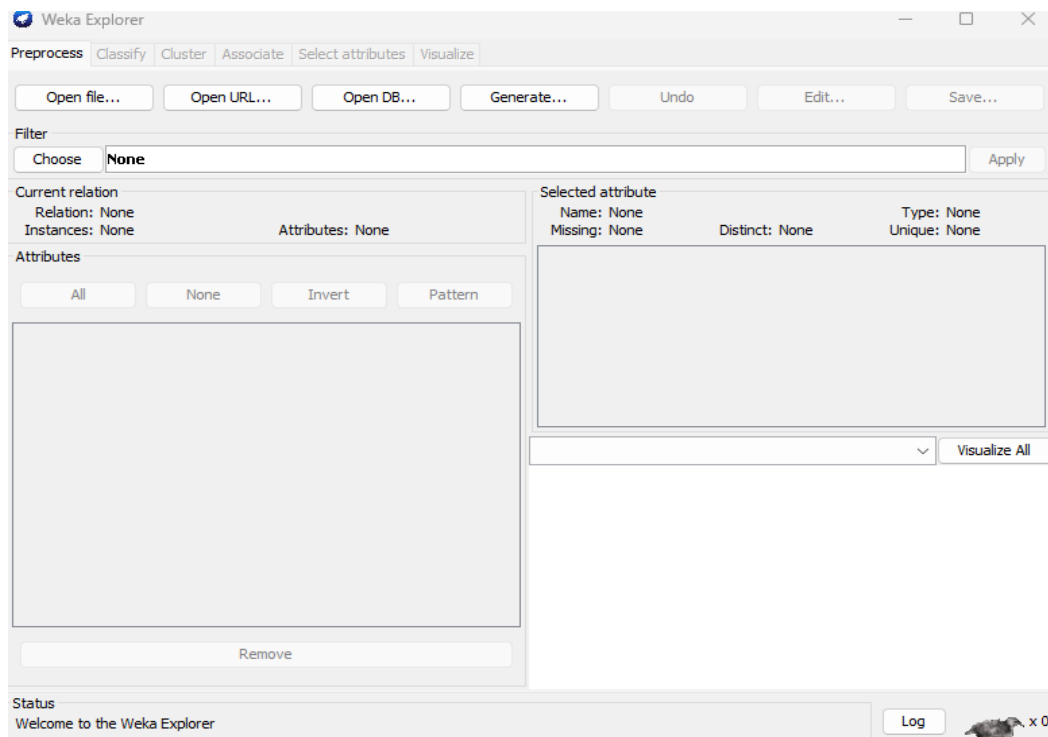 Weka Explorer
Preprocess Classify Cluster Associate Select attributes Visualize
Open file... Open URL... Open DB... Generate... Undo Edit... Save...
Filter
Choose None Apply
Current relation
Relation: None
Instances: None Attributes: None
Selected attribute
Name: None Type: None
Missing: None Distinct: None Unique: None
Attributes
All None Invert Pattern
Visualize All
Remove
Status
Welcome to the Weka Explorer
Log x 0